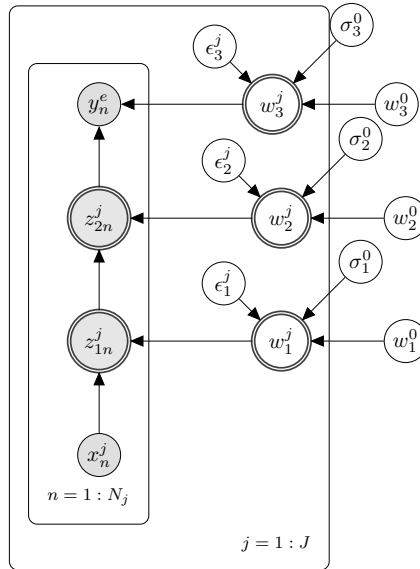 σ_3^0
ϵ_3^j
y_n^e
w_3^j
w_3^0
σ_2^0
ϵ_2^j
z_{2n}^j
w_2^j
w_2^0
σ_1^0
ϵ_1^j
z_{1n}^j
w_1^j
w_1^0
x_n^j
n = 1 : N_j
j = 1 : J